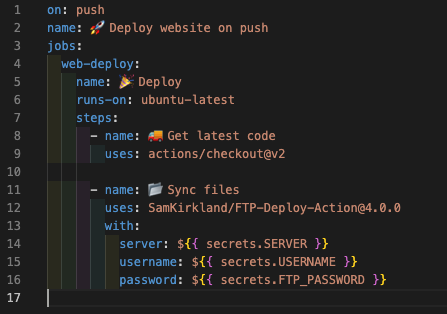 1 on: push
2 name: 🚀 Deploy website on push
3 jobs:
4   web-deploy:
5     name: 🎉 Deploy
6     runs-on: ubuntu-latest
7     steps:
8       - name: 🚚 Get latest code
9         uses: actions/checkout@v2
10
11       - name: 📂 Sync files
12         uses: SamKirkland/FTP-Deploy-Action@4.0.0
13         with:
14           server: ${{ secrets.SERVER }}
15           username: ${{ secrets.USERNAME }}
16           password: ${{ secrets.FTP_PASSWORD }}
17